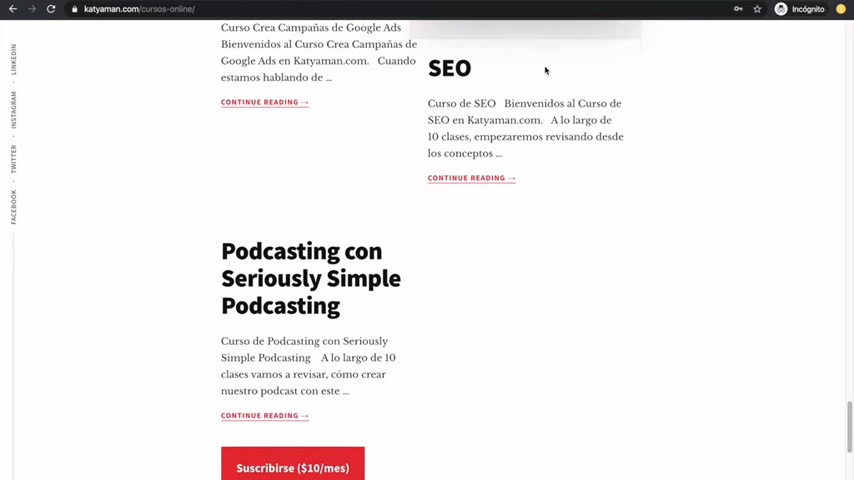 katyaman.com/cursos-online/
Incógnito
LINKEDIN
INSTAGRAM
TWITTER
FACEBOOK
Curso Crea Campañas de Google Ads
Bienvenidos al Curso Crea Campañas de
Google Ads en Katyaman.com. Cuando
estamos hablando de ...
CONTINUE READING →
SEO
Curso de SEO Bienvenidos al Curso de
SEO en Katyaman.com. A lo largo de
10 clases, empezaremos revisando desde
los conceptos ...
CONTINUE READING →
Podcasting con
Seriously Simple
Podcasting
Curso de Podcasting con Seriously
Simple Podcasting A lo largo de 10
clases vamos a revisar, cómo crear
nuestro podcast con este ...
CONTINUE READING →
Suscribirse ($10/mes)